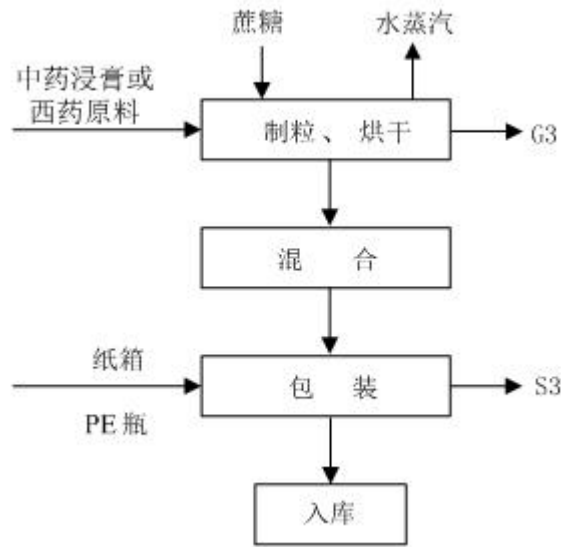 蔗糖
水蒸汽
中药浸膏或
西药原料
制粒、烘干
G3
混 合
纸箱
包 装
S3
PE瓶
入库